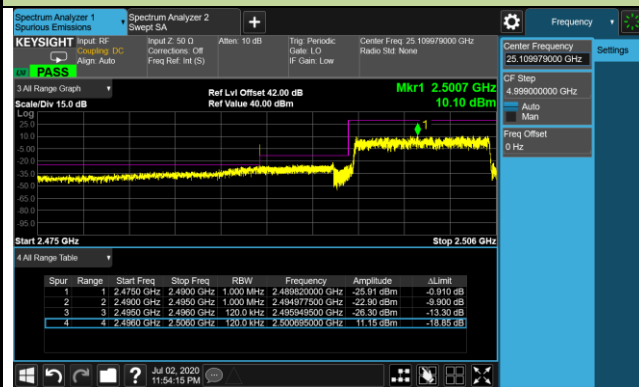 Spectrum Analyzer 1
Spurious Emissions
Spectrum Analyzer 2
Swept SA
+
Frequency
KEYSIGHT
Input: RF
Coupling: DC
Align: Auto
Input Z: 50 Ω
Corrections: Off
Freq Ref: Int (S)
Atten: 10 dB
Trig: Periodic
Gate: LO
IF Gain: Low
Center Freq: 25.109979000 GHz
Radio Std: None
PASS
3 All Range Graph
Ref Lvl Offset 42.00 dB
Mkr1 2.5007 GHz
Scale/Div 15.0 dB
Ref Value 40.00 dBm
10.10 dBm
Log
25.0
10.0
-5.00
-20.0
-35.0
-50.0
-65.0
-80.0
-95.0
1
Start 2.475 GHz
Stop 2.506 GHz
4 All Range Table
Spur Range Start Freq Stop Freq RBW Frequency Amplitude ΔLimit
1 1 2.4750 GHz 2.4900 GHz 1.000 MHz 2.489820000 GHz -25.91 dBm -0.910 dB
2 2 2.4900 GHz 2.4950 GHz 1.000 MHz 2.494977500 GHz -22.90 dBm -9.900 dB
3 3 2.4950 GHz 2.4960 GHz 120.0 kHz 2.495949500 GHz -26.30 dBm -13.30 dB
4 4 2.4960 GHz 2.5060 GHz 120.0 kHz 2.500695000 GHz 11.15 dBm -18.85 dB
Center Frequency
25.109979000 GHz
Settings
CF Step
4.999000000 GHz
Auto
Man
Freq Offset
0 Hz
?
Jul 02, 2020
11:54:15 PM